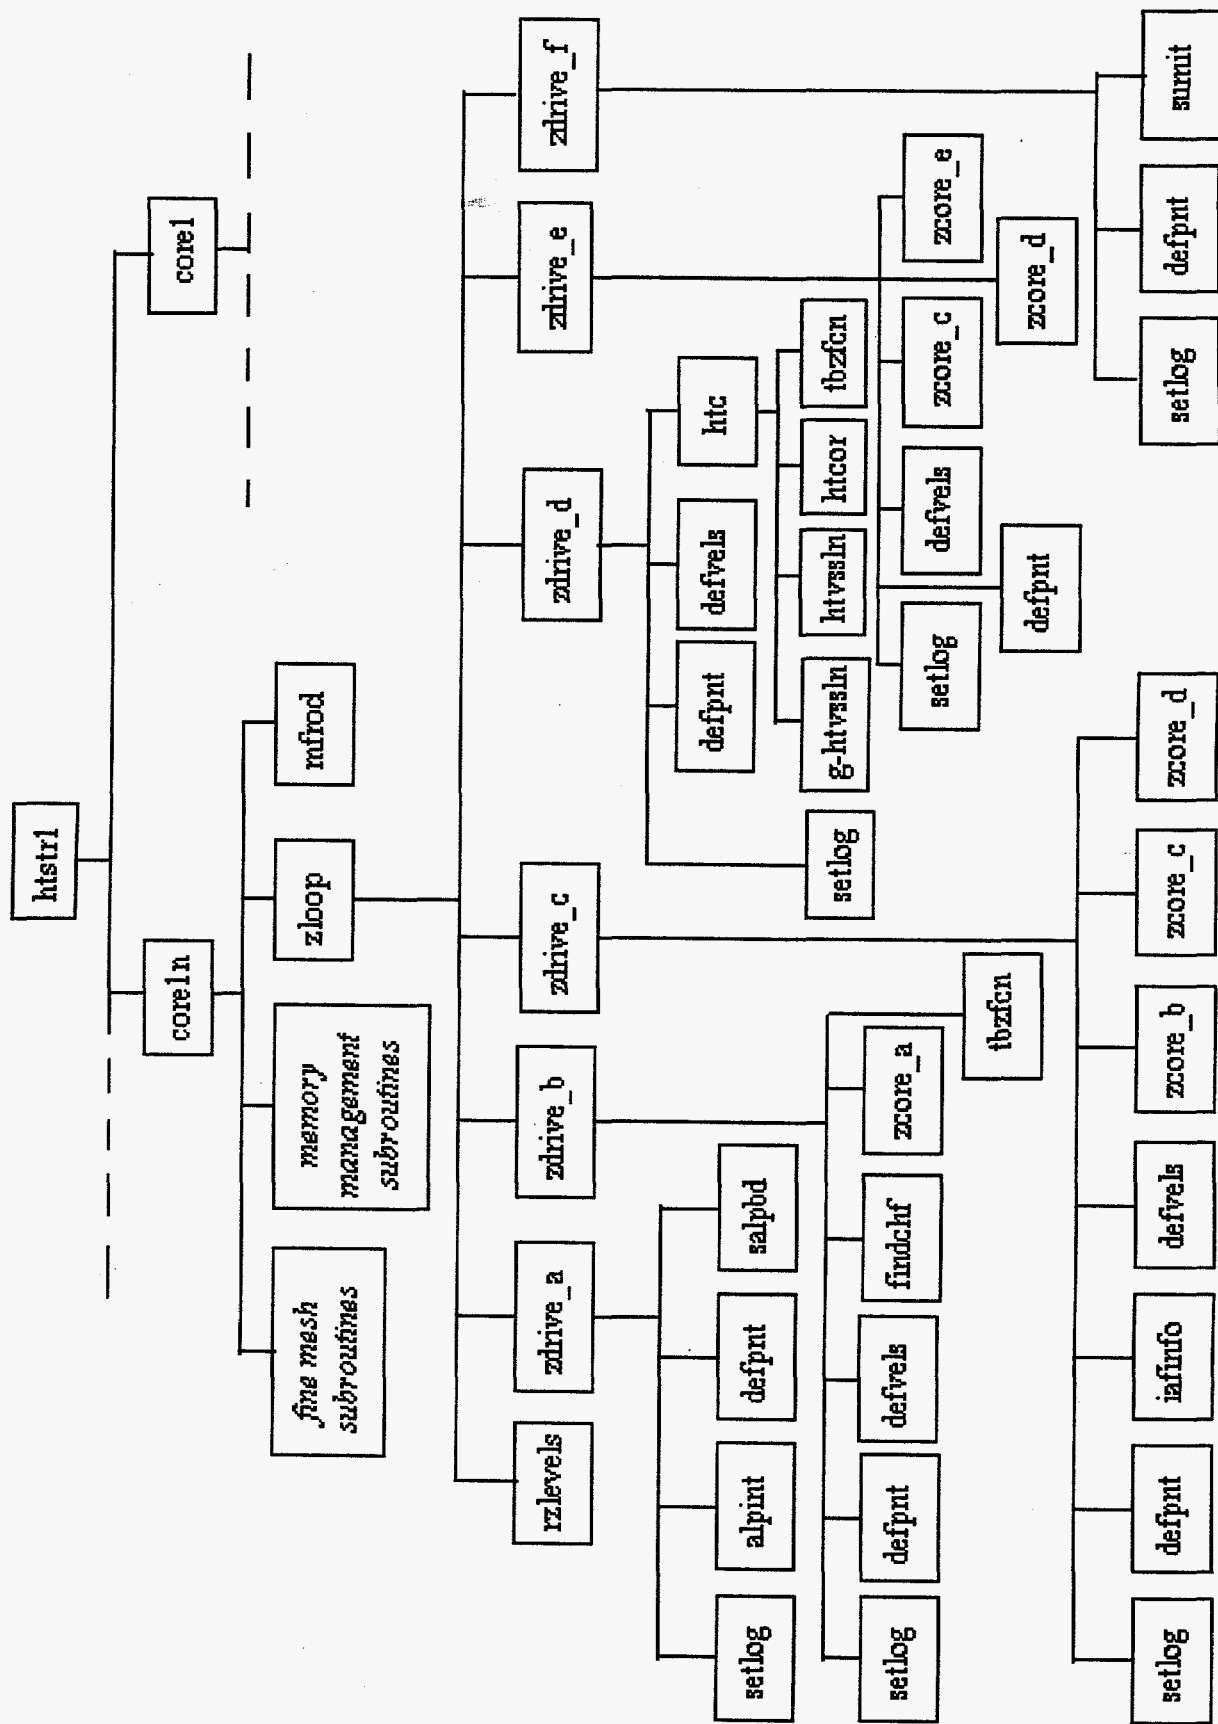 htstr1
core1n
core1
fine mesh
subroutines
memory
management
subroutines
zloop
mfrod
rzlevels
zdrive_a
zdrive_b
zdrive_c
zdrive_d
zdrive_e
zdrive_f
setlog
alpint
defpnt
salpbd
defpnt
defvels
htc
setlog
g-htvssln
htvssln
htcor
tbzfcn
setlog
defpnt
defvels
findchf
zcore_a
tbzfcn
setlog
defvels
zcore_c
zcore_e
defpnt
zcore_d
setlog
defpnt
iafinfo
defvels
zcore_b
zcore_c
zcore_d
setlog
defpnt
sumit